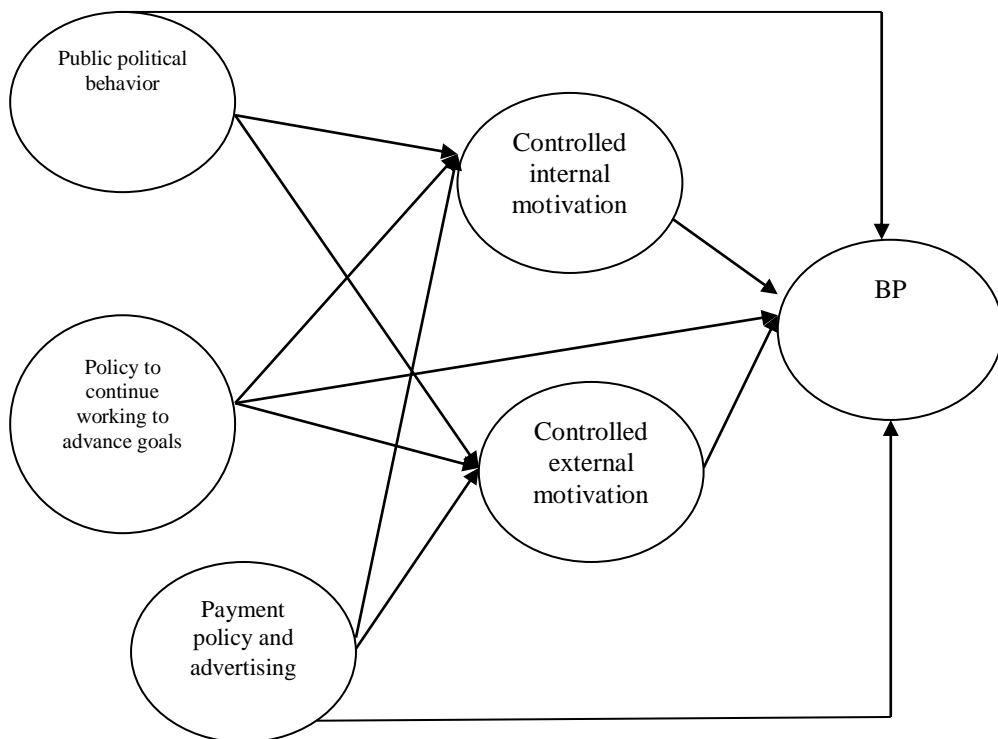 Public political
behavior
Controlled
internal
motivation
BP
Policy to
continue
working to
advance goals
Controlled
external
motivation
Payment
policy and
advertising